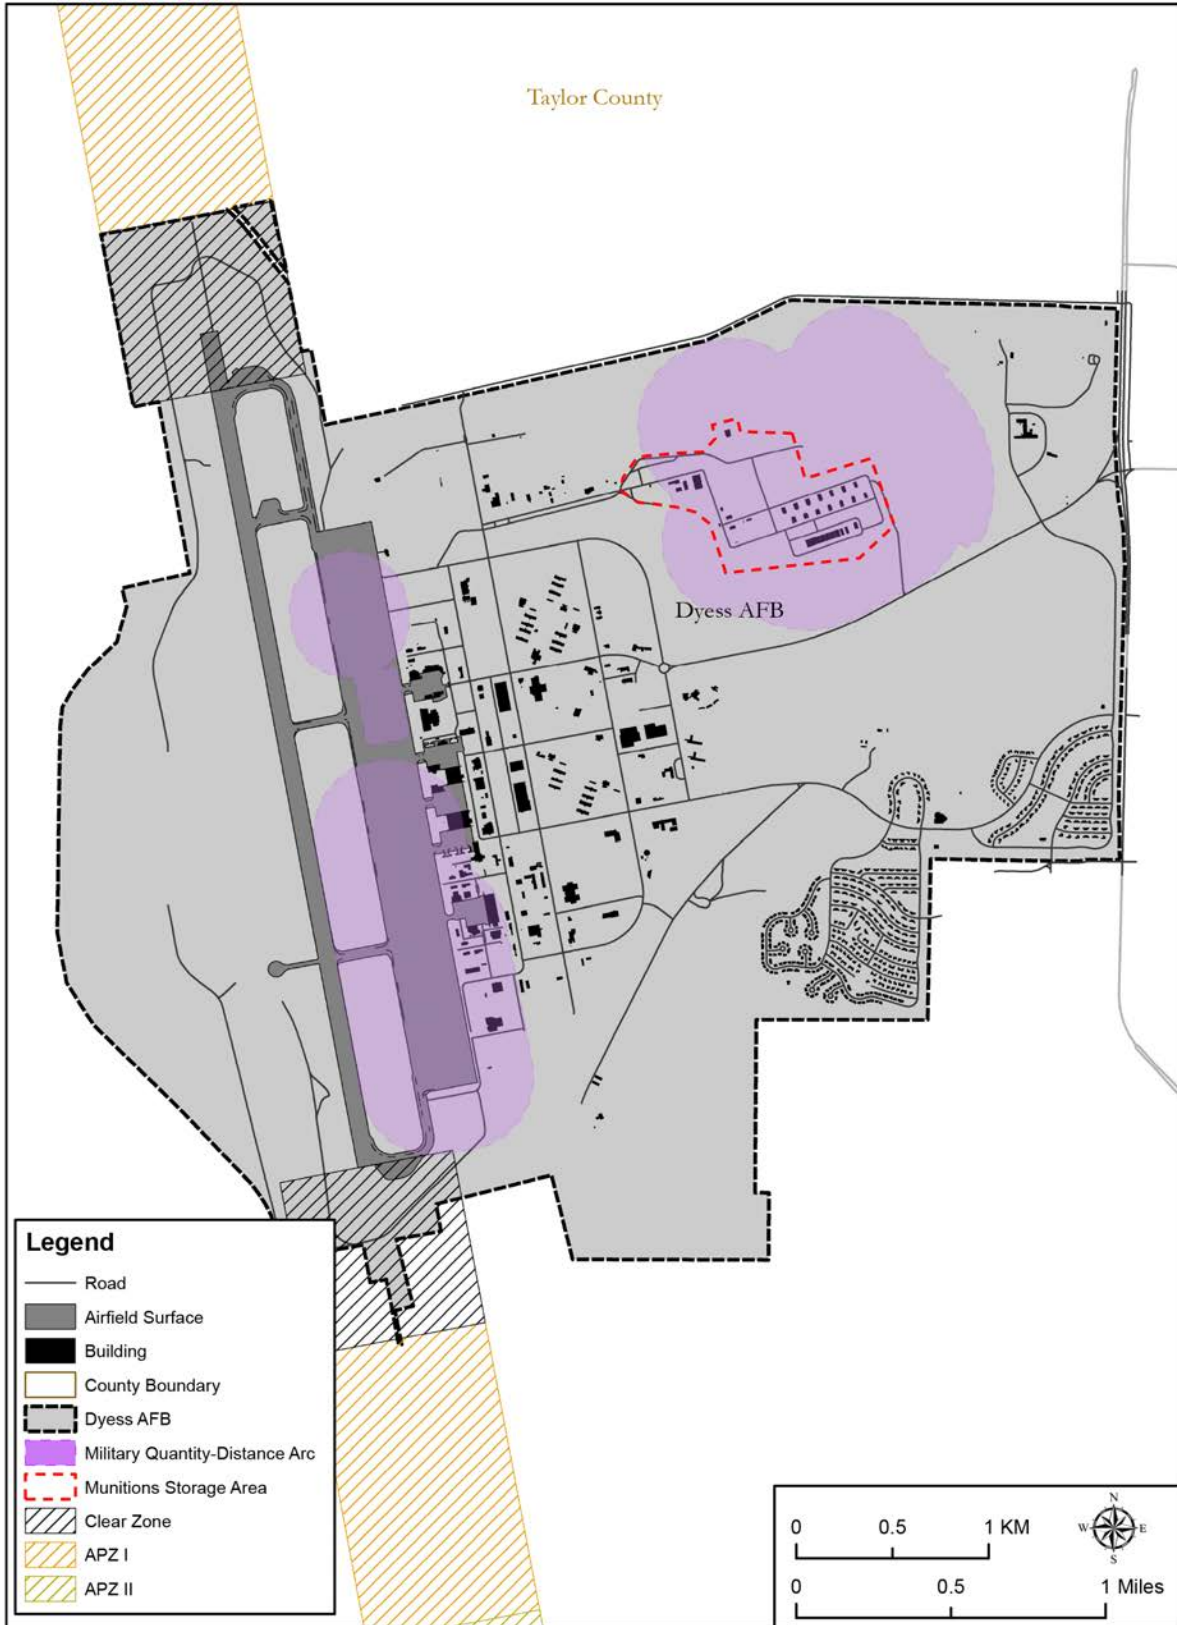 Taylor County
Dyess AFB
Legend
Road
Airfield Surface
Building
County Boundary
Dyess AFB
Military Quantity-Distance Arc
Munitions Storage Area
Clear Zone
APZ I
APZ II
N
W E
S
0 0.5 1 KM
0 0.5 1 Miles